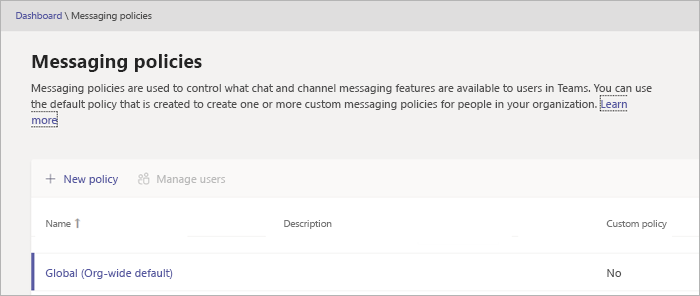 Dashboard \ Messaging policies
Messaging policies
Messaging policies are used to control what chat and channel messaging features are available to users in Teams. You can use
the default policy that is created to create one or more custom messaging policies for people in your organization. Learn
more
+ New policy Manage users
Name ↑ Description Custom policy
Global (Org-wide default) No